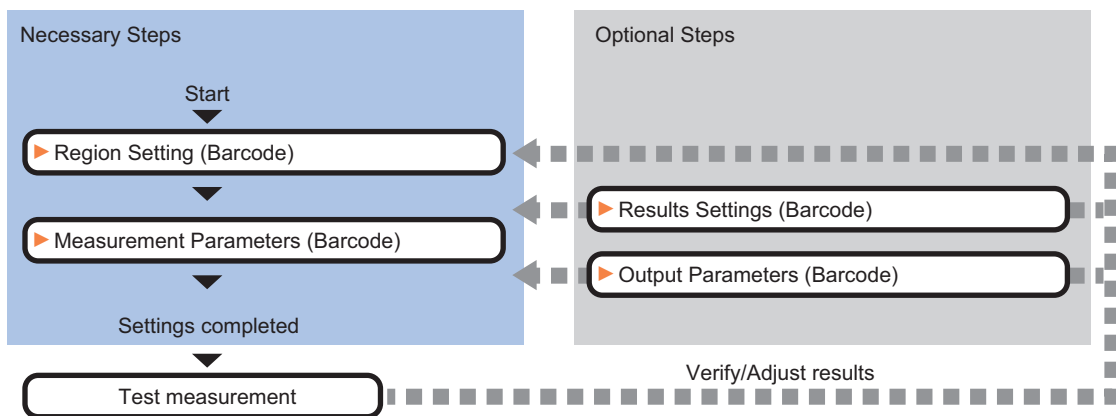 Necessary Steps
Start
Region Setting (Barcode)
Measurement Parameters (Barcode)
Settings completed
Test measurement
Optional Steps
Results Settings (Barcode)
Output Parameters (Barcode)
Verify/Adjust results